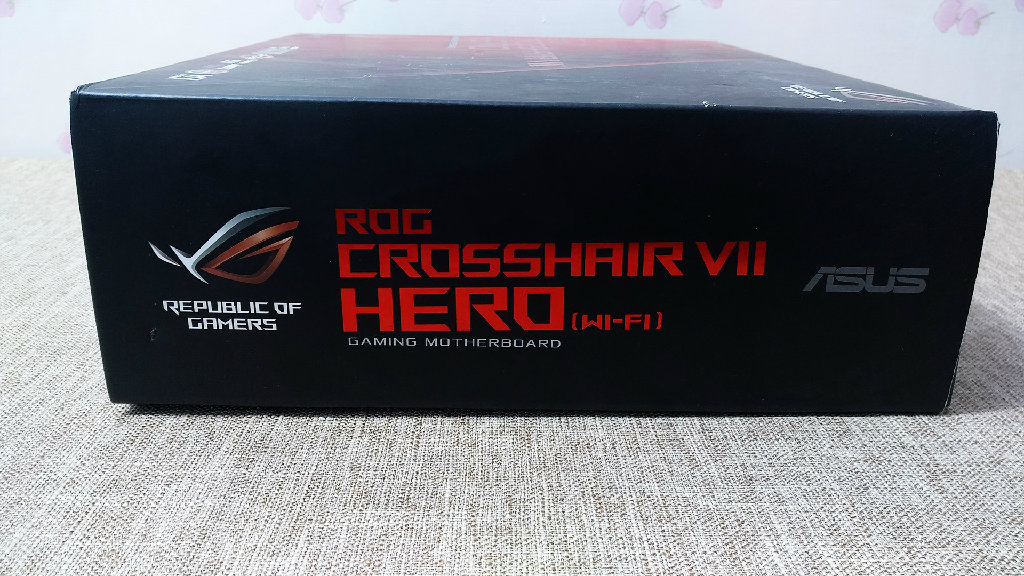 REPUBLIC OF
GAMERS
ROG
CROSSHAIR VII
HERO (WI-FI)
GAMING MOTHERBOARD
ASUS